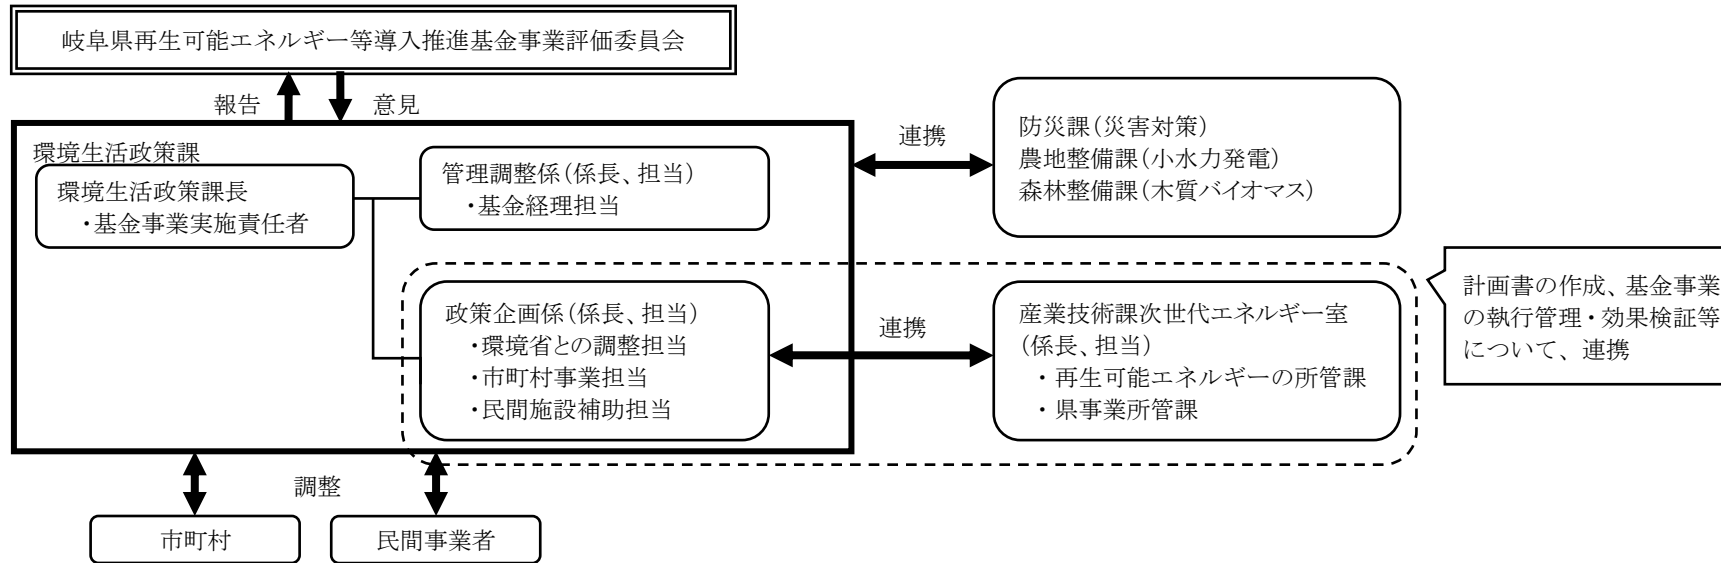 岐阜県再生可能エネルギー等導入推進基金事業評価委員会
報告
意見
環境生活政策課
環境生活政策課長
・基金事業実施責任者
管理調整係(係長、担当)
・基金経理担当
連携
防災課(災害対策)
農地整備課(小水力発電)
森林整備課(木質バイオマス)
政策企画係(係長、担当)
・環境省との調整担当
・市町村事業担当
・民間施設補助担当
連携
産業技術課次世代エネルギー室
(係長、担当)
・再生可能エネルギーの所管課
・県事業所管課
計画書の作成、基金事業
の執行管理・効果検証等
について、連携
調整
市町村
民間事業者